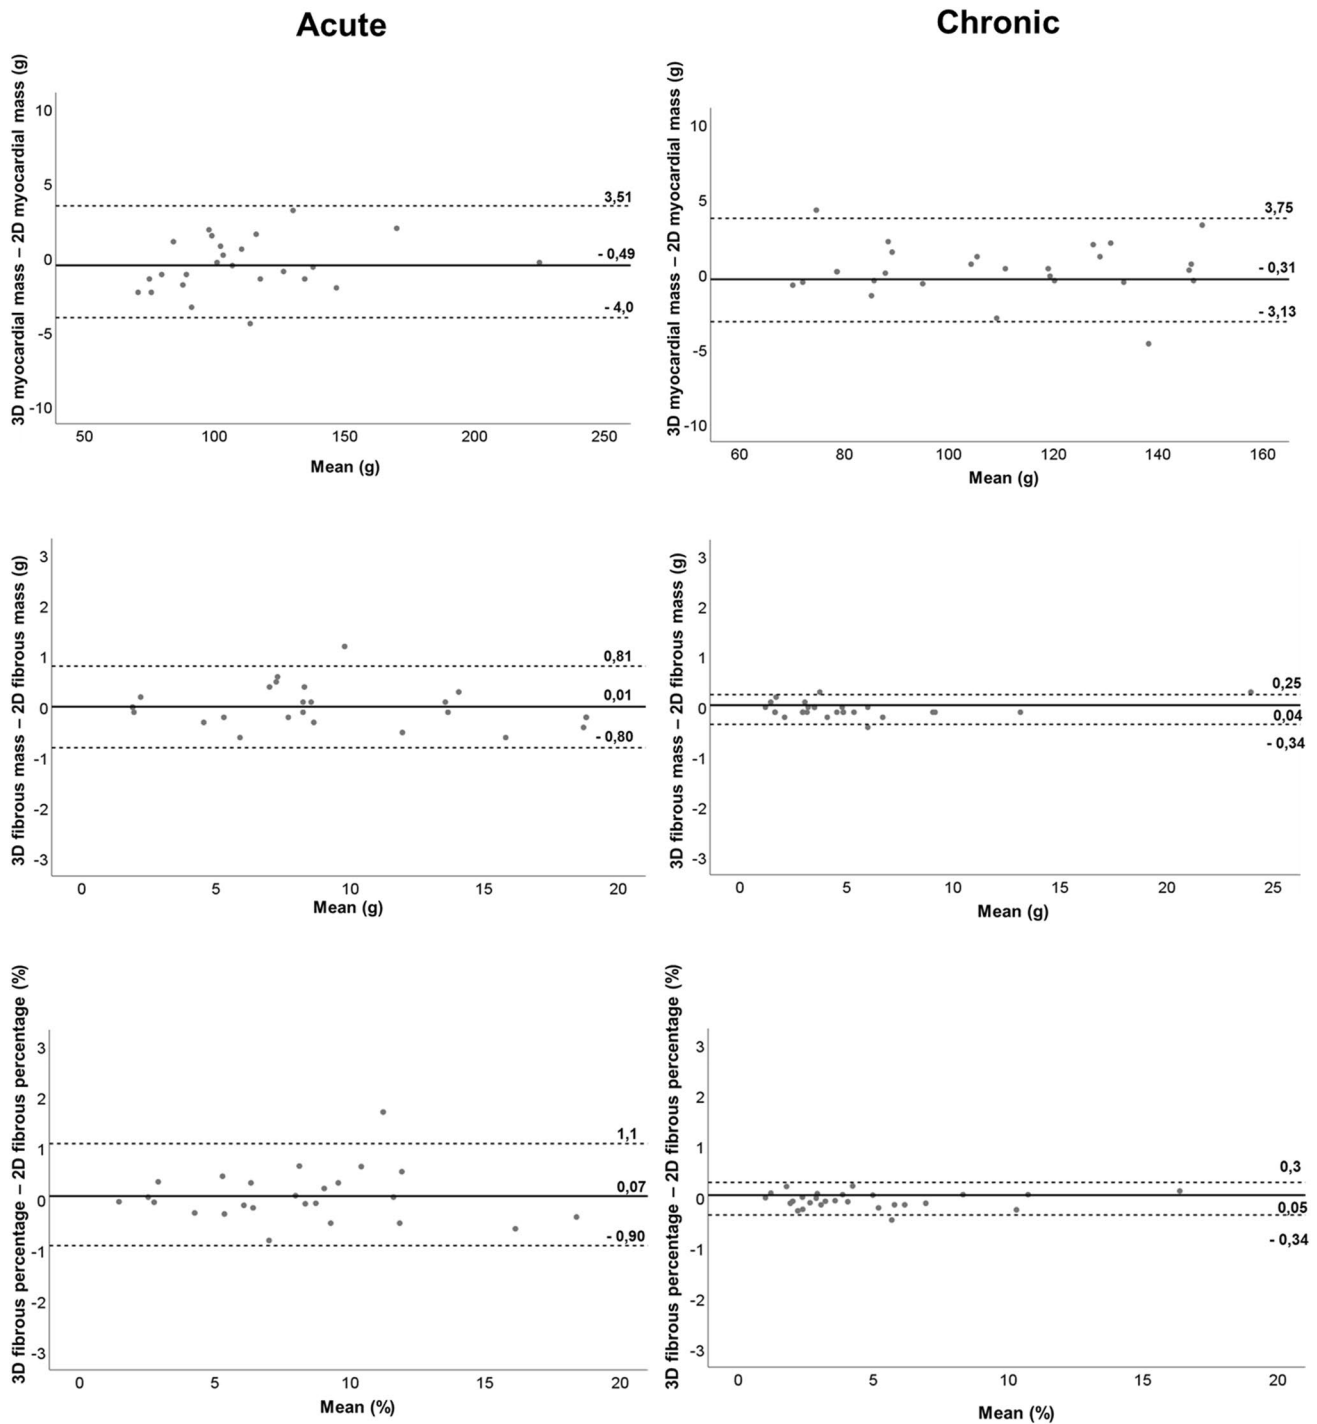 Acute
Chronic
3D myocardial mass – 2D myocardial mass (g)
10
5
0
-5
-10
3,51
- 0,49
- 4,0
50 100 150 200 250
Mean (g)
3D myocardial mass – 2D myocardial mass (g)
10
5
0
-5
-10
3,75
- 0,31
- 3,13
60 80 100 120 140 160
Mean (g)
3D fibrous mass – 2D fibrous mass (g)
3
2
1
0
-1
-2
-3
0,81
0,01
- 0,80
0 5 10 15 20
Mean (g)
3D fibrous mass – 2D fibrous mass (g)
3
2
1
0
-1
-2
-3
0,25
0,04
- 0,34
0 5 10 15 20 25
Mean (g)
3D fibrous percentage – 2D fibrous percentage (%)
3
2
1
0
-1
-2
-3
1,1
0,07
- 0,90
0 5 10 15 20
Mean (%)
3D fibrous percentage – 2D fibrous percentage (%)
3
2
1
0
-1
-2
-3
0,3
0,05
- 0,34
0 5 10 15 20
Mean (%)